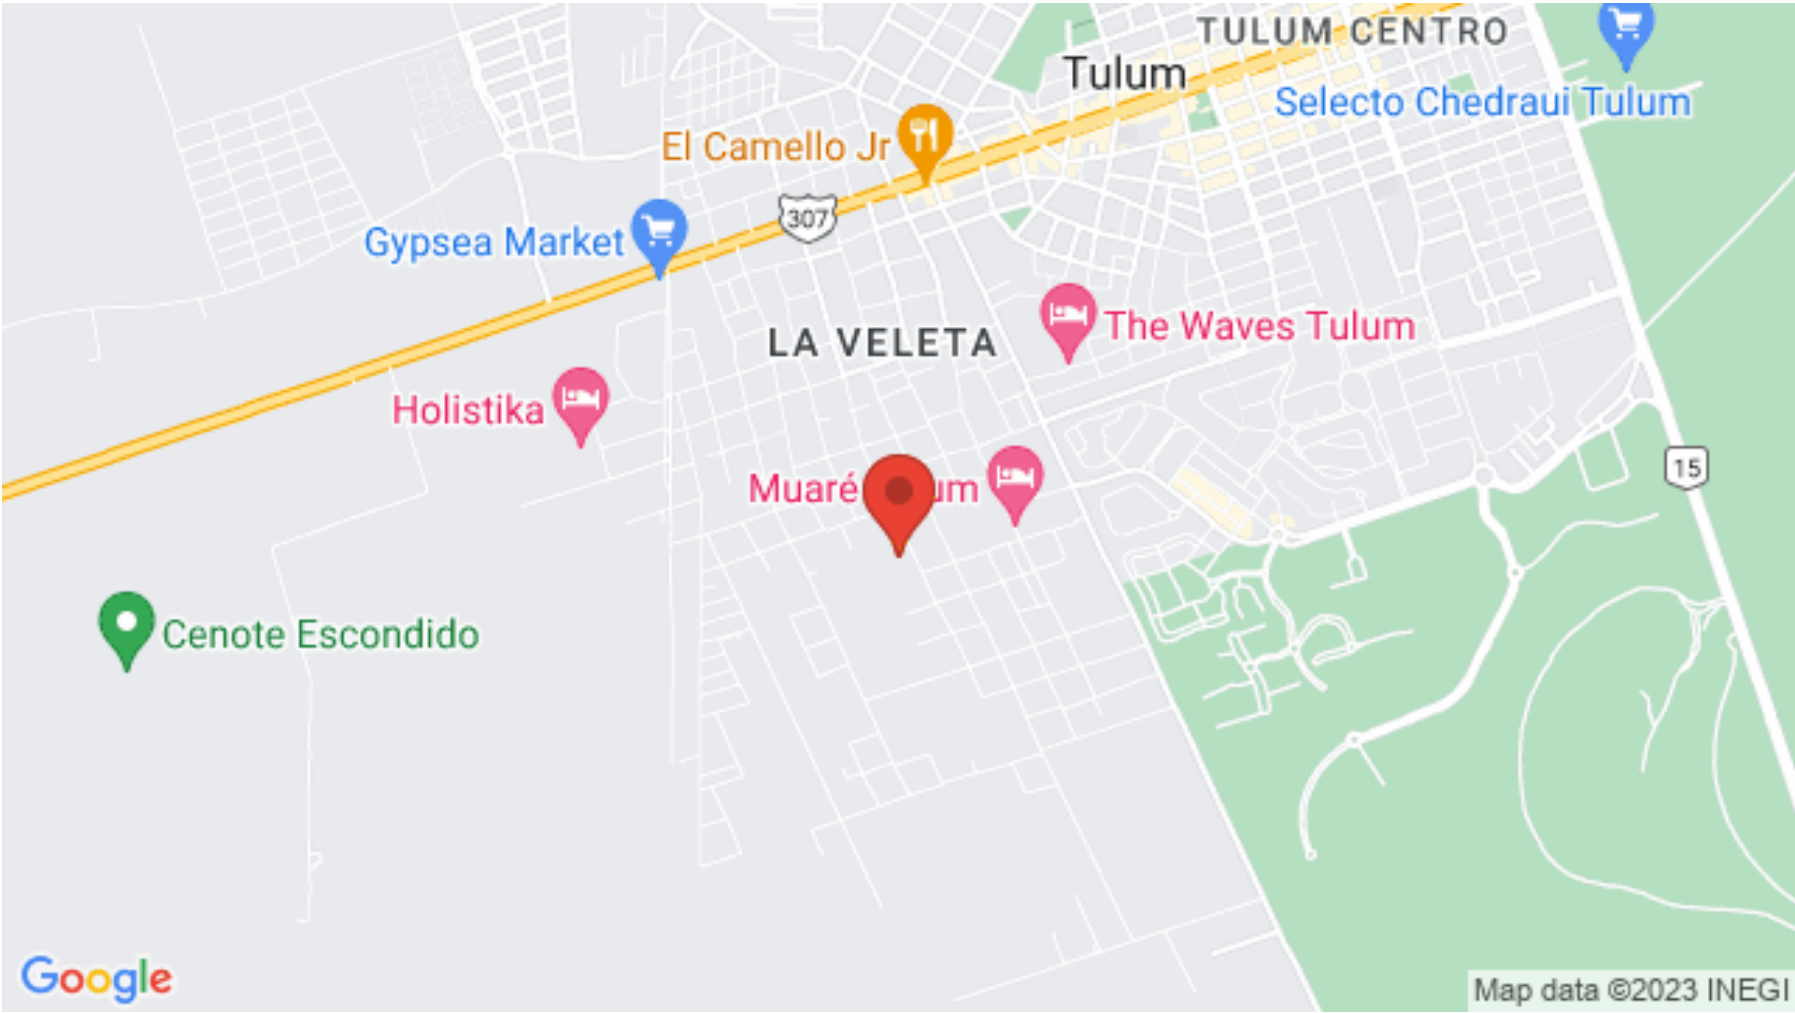 TULUM CENTRO
Tulum
Selecto Chedraui Tulum
El Camello Jr
307
Gypsea Market
The Waves Tulum
LA VELETA
Holistika
15
Muaré um
Cenote Escondido
Google
Map data ©2023 INEGI